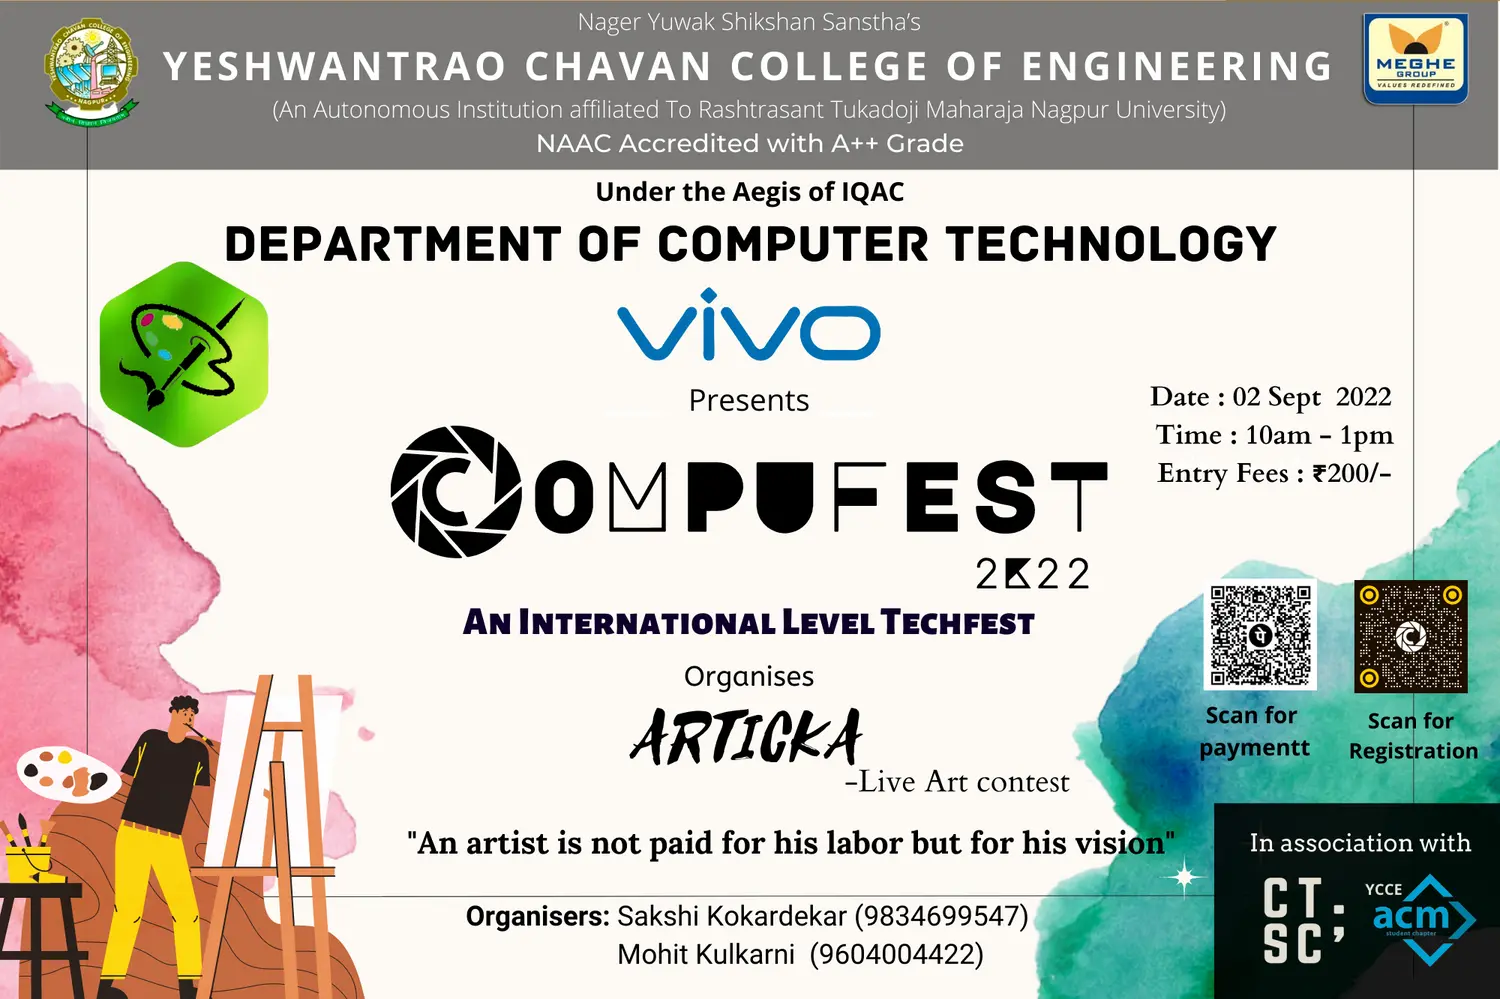 Nager Yuwak Shikshan Sanstha's
YESHWANTRAO CHAVAN COLLEGE OF ENGINEERING
(An Autonomous Institution affiliated To Rashtrasant Tukadoji Maharaja Nagpur University)
NAAC Accredited with A++ Grade
MEGHE
GROUP
VALUES REDEFINED
Under the Aegis of IQAC
DEPARTMENT OF COMPUTER TECHNOLOGY
vivo
Presents
Date : 02 Sept 2022
Time : 10am - 1pm
Entry Fees : ₹200/-
COMPUFEST
2K22
AN INTERNATIONAL LEVEL TECHFEST
Organises
ARTICKA
-Live Art contest
Scan for
paymentt
Scan for
Registration
"An artist is not paid for his labor but for his vision"
Organisers: Sakshi Kokardekar (9834699547)
Mohit Kulkarni (9604004422)
In association with
CT;
SC
YCCE
acm
student chapter